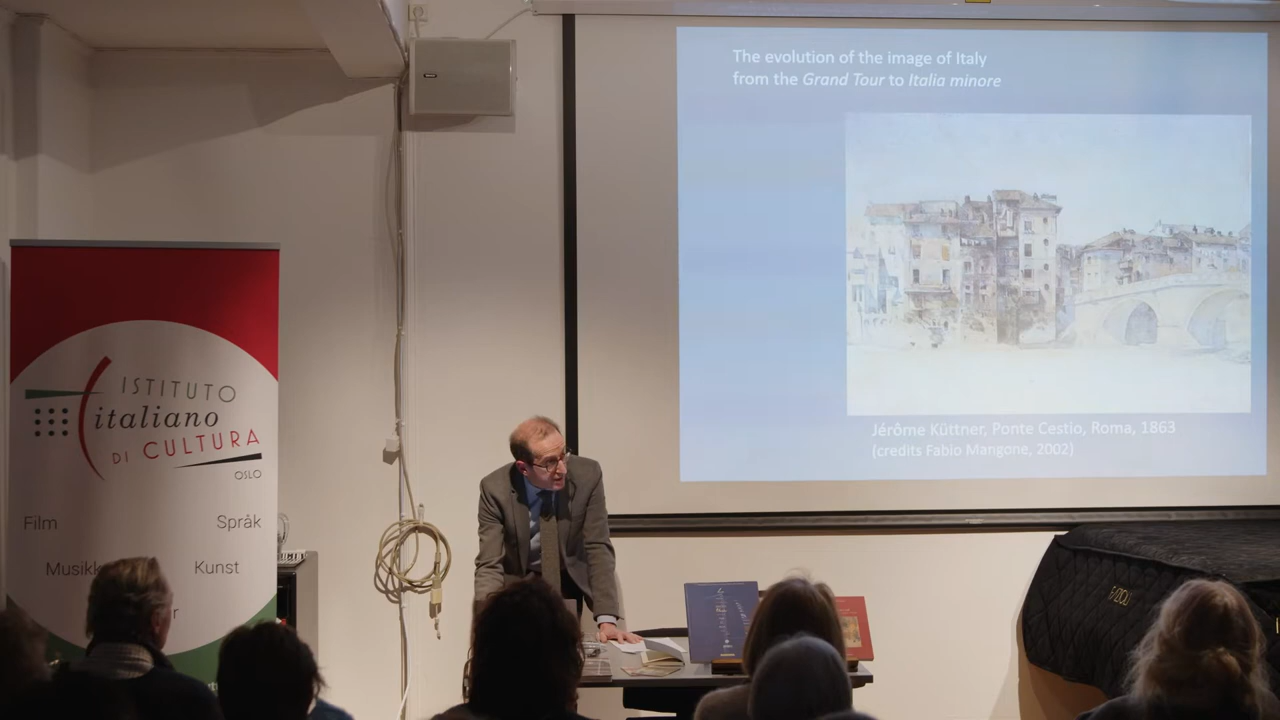 The evolution of the image of Italy
from the Grand Tour to Italia minore
Jérôme Küttner, Ponte Cestio, Roma, 1863
(credits Fabio Mangone, 2002)
ISTITUTO
italiano
DI CULTURA
OSLO
Film
Språk
Musikk
Kunst